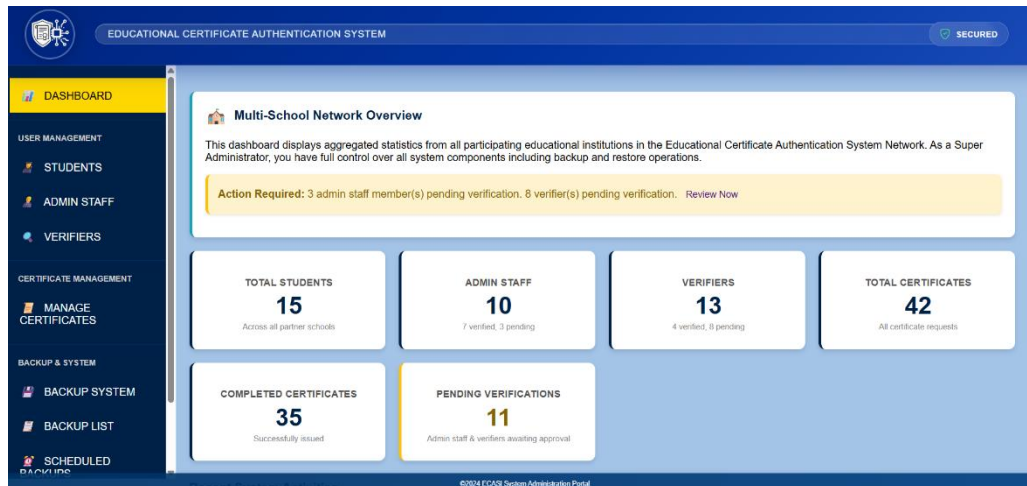 EDUCATIONAL CERTIFICATE AUTHENTICATION SYSTEM
SECURED
DASHBOARD
USER MANAGEMENT
STUDENTS
ADMIN STAFF
VERIFIERS
CERTIFICATE MANAGEMENT
MANAGE
CERTIFICATES
BACKUP & SYSTEM
BACKUP SYSTEM
BACKUP LIST
SCHEDULED
BACKUPS
Multi-School Network Overview
This dashboard displays aggregated statistics from all participating educational institutions in the Educational Certificate Authentication System Network. As a Super
Administrator, you have full control over all system components including backup and restore operations.
Action Required: 3 admin staff member(s) pending verification. 8 verifier(s) pending verification. Review Now
TOTAL STUDENTS
15
Across all partner schools
ADMIN STAFF
10
7 verified, 3 pending
VERIFIERS
13
4 verified, 8 pending
TOTAL CERTIFICATES
42
All certificate requests
COMPLETED CERTIFICATES
35
Successfully issued
PENDING VERIFICATIONS
11
Admin staff & verifiers awaiting approval
©2024 ECASI System Administration Portal